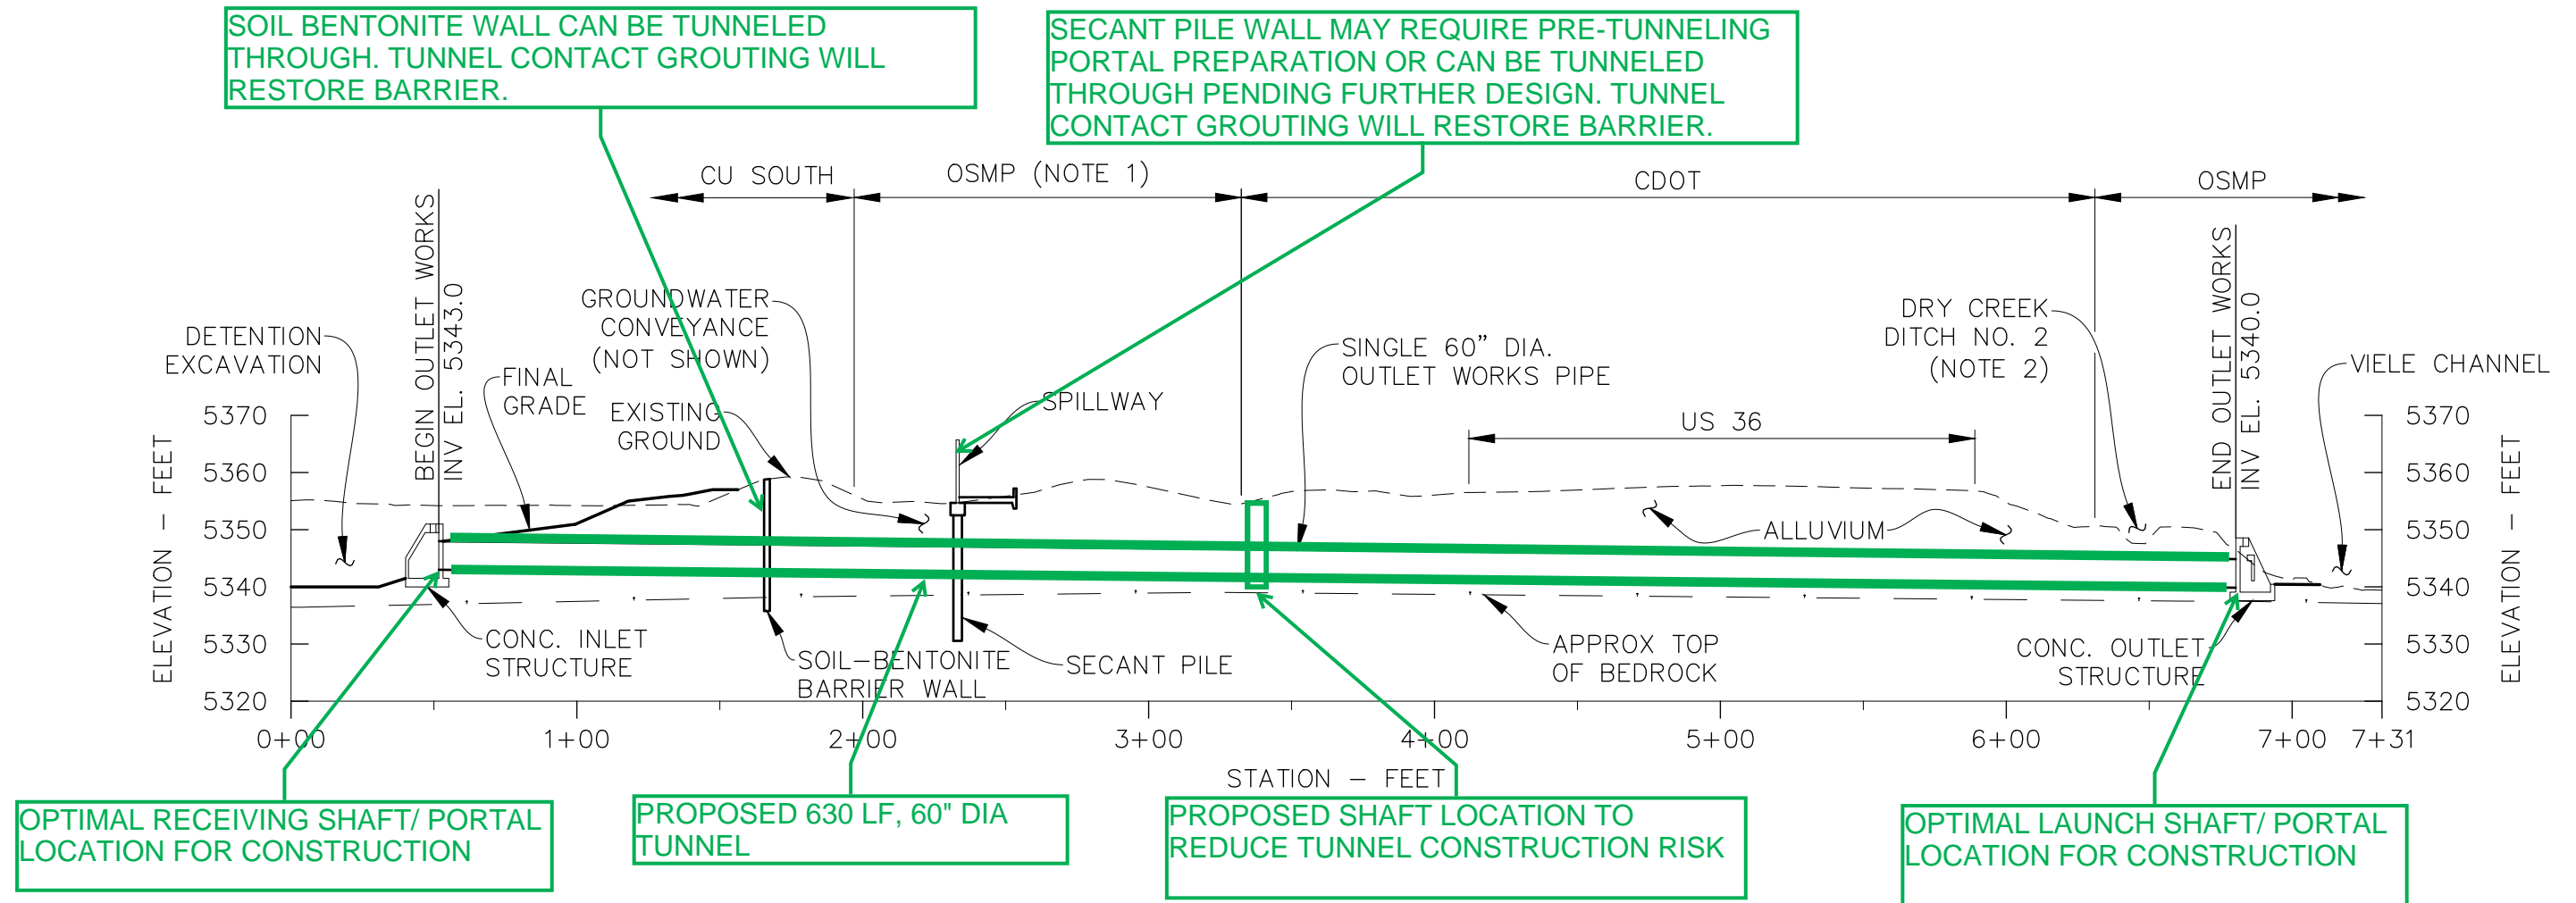 SOIL BENTONITE WALL CAN BE TUNNELED
THROUGH. TUNNEL CONTACT GROUTING WILL
RESTORE BARRIER.
SECANT PILE WALL MAY REQUIRE PRE-TUNNELING
PORTAL PREPARATION OR CAN BE TUNNELED
THROUGH PENDING FURTHER DESIGN. TUNNEL
CONTACT GROUTING WILL RESTORE BARRIER.
CU SOUTH
OSMP (NOTE 1)
CDOT
OSMP
BEGIN OUTLET WORKS
INV EL. 5343.0
END OUTLET WORKS
INV EL. 5340.0
DETENTION
EXCAVATION
FINAL
GRADE
GROUNDWATER
CONVEYANCE
(NOT SHOWN)
EXISTING
GROUND
SPILLWAY
SINGLE 60” DIA.
OUTLET WORKS PIPE
US 36
DRY CREEK
DITCH NO. 2
(NOTE 2)
VIELE CHANNEL
ALLUVIUM
ELEVATION – FEET
5370
5360
5350
5340
5330
5320
5370
5360
5350
5340
5330
5320
ELEVATION – FEET
CONC. INLET
STRUCTURE
SOIL–BENTONITE
BARRIER WALL
SECANT PILE
APPROX TOP
OF BEDROCK
CONC. OUTLET
STRUCTURE
0+00 1+00 2+00 3+00 4+00 5+00 6+00 7+00 7+31
STATION – FEET
OPTIMAL RECEIVING SHAFT/ PORTAL
LOCATION FOR CONSTRUCTION
PROPOSED 630 LF, 60" DIA
TUNNEL
PROPOSED SHAFT LOCATION TO
REDUCE TUNNEL CONSTRUCTION RISK
OPTIMAL LAUNCH SHAFT/ PORTAL
LOCATION FOR CONSTRUCTION